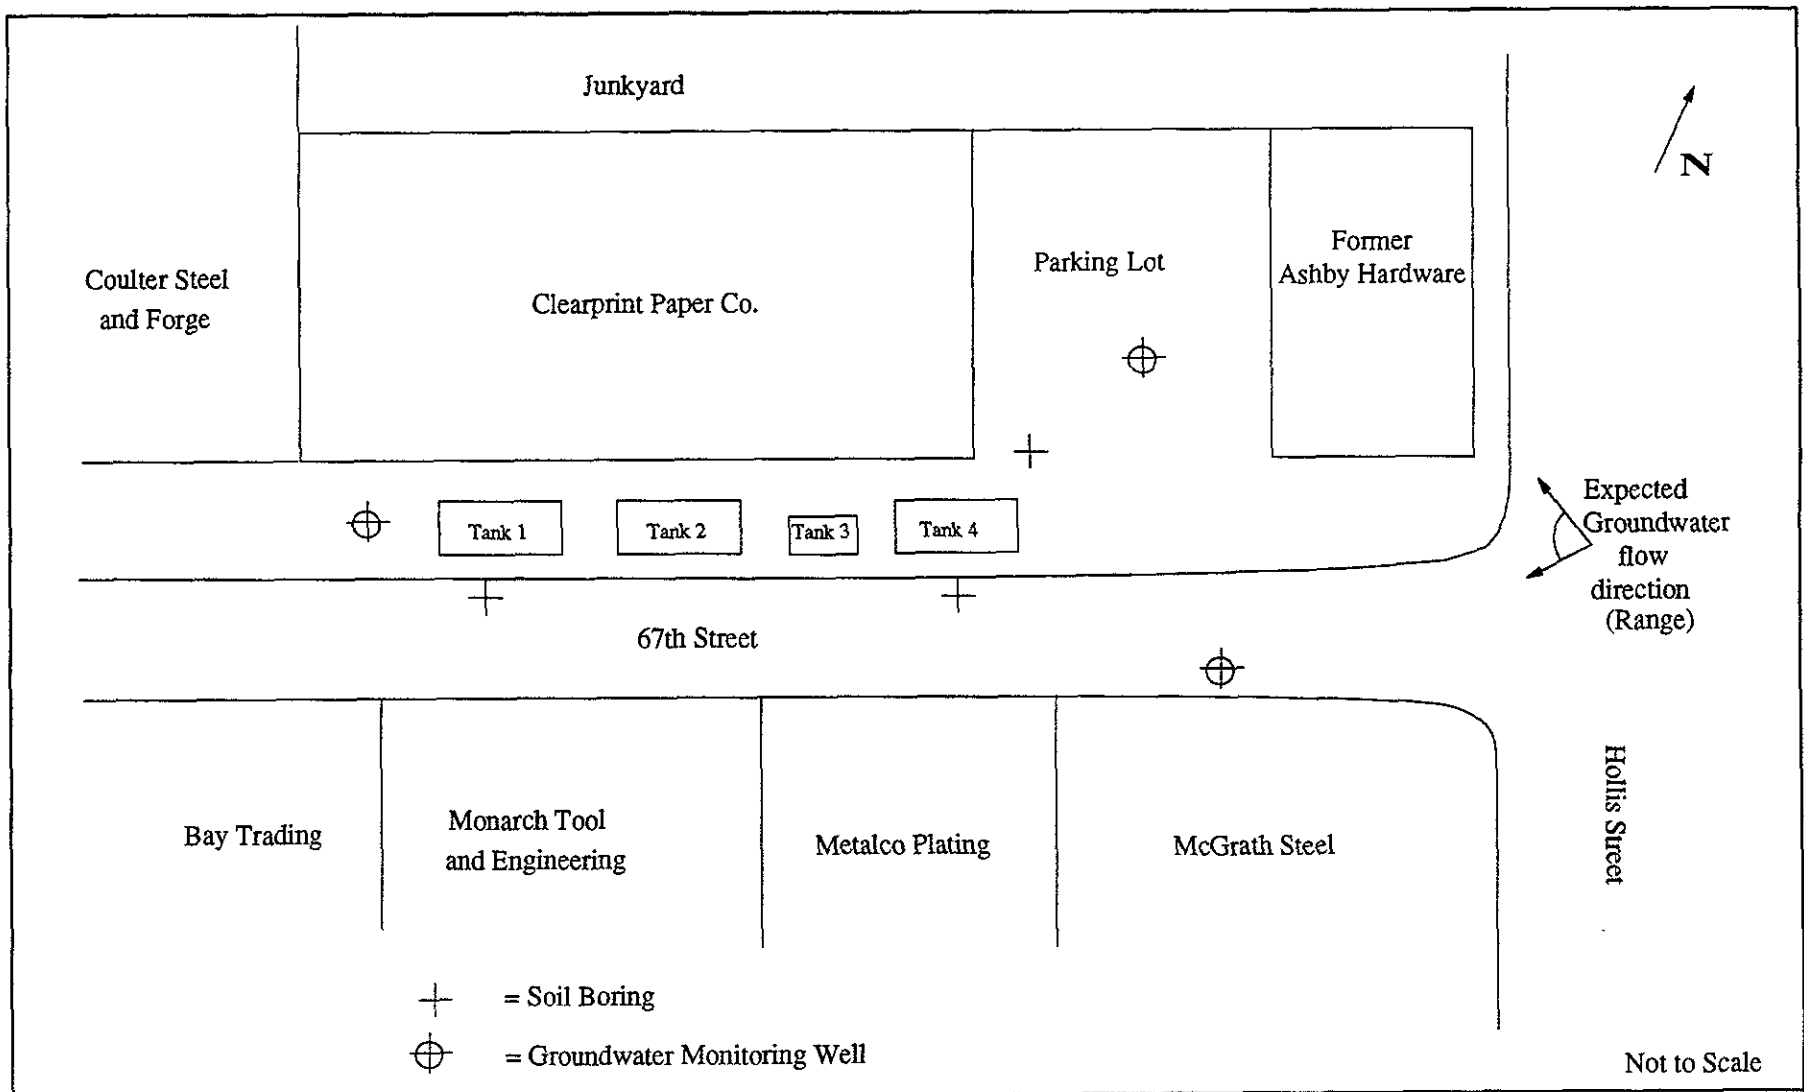 Junkyard
N
Coulter Steel
and Forge
Clearprint Paper Co.
Parking Lot
Former
Ashby Hardware
Tank 1
Tank 2
Tank 3
Tank 4
Expected
Groundwater
flow
direction
(Range)
67th Street
Hollis Street
Bay Trading
Monarch Tool
and Engineering
Metalco Plating
McGrath Steel
= Soil Boring
= Groundwater Monitoring Well
Not to Scale